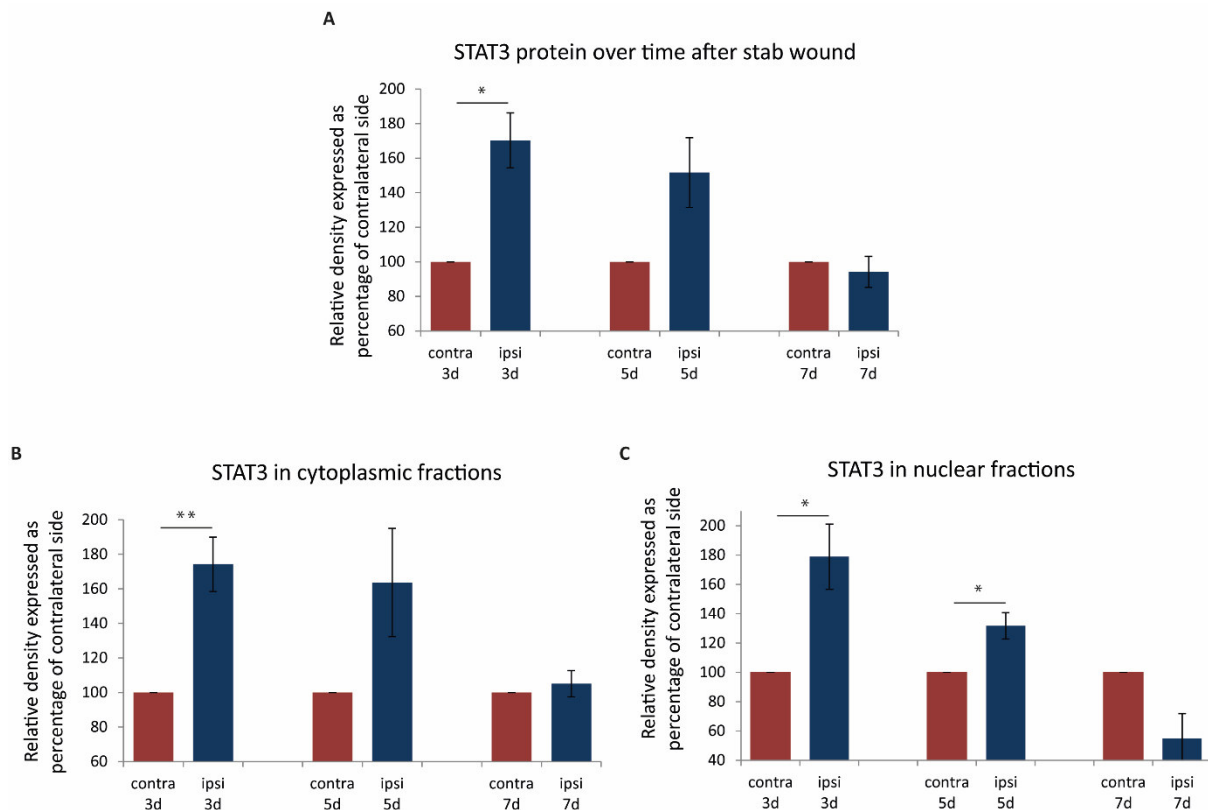 A
STAT3 protein over time after stab wound
Relative density expressed as
percentage of contralateral side
200
180
160
140
120
100
80
60
*
contra
3d
ipsi
3d
contra
5d
ipsi
5d
contra
7d
ipsi
7d
B
STAT3 in cytoplasmic fractions
Relative density expressed as
percentage of contralateral side
200
180
160
140
120
100
80
60
**
contra
3d
ipsi
3d
contra
5d
ipsi
5d
contra
7d
ipsi
7d
C
STAT3 in nuclear fractions
Relative density expressed as
percentage of contralateral side
200
180
160
140
120
100
80
60
40
*
*
contra
3d
ipsi
3d
contra
5d
ipsi
5d
contra
7d
ipsi
7d